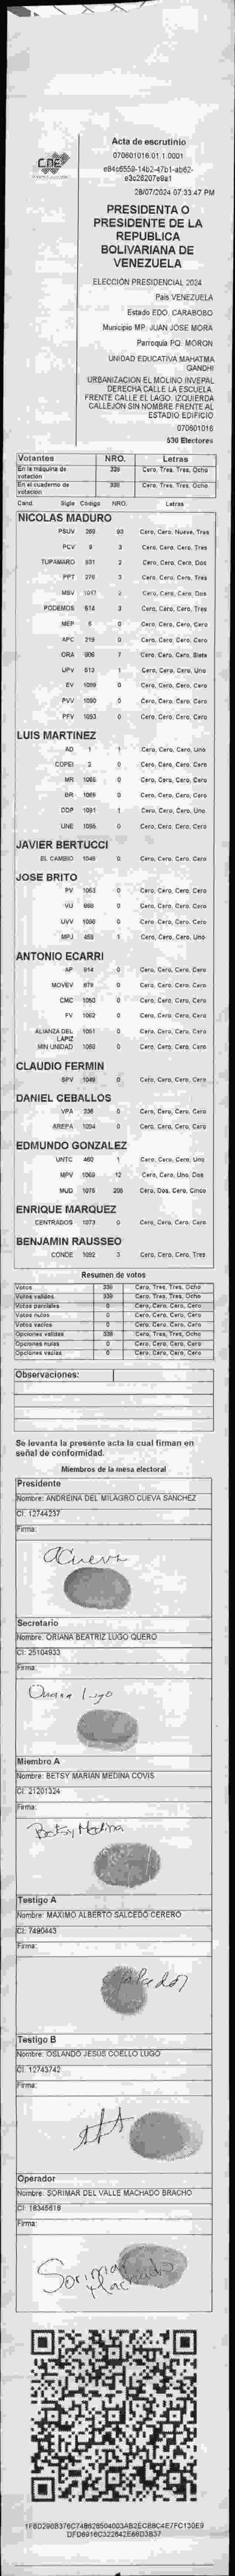 CNE
Acta de escrutinio
070601016.01.1.0001
28/07/2024 07:33:47 PM
PRESIDENTA O
PRESIDENTE DE LA
REPUBLICA
BOLIVARIANA DE
VENEZUELA
ELECCIÓN PRESIDENCIAL 2024
País VENEZUELA
Estado EDO. CARABOBO
Municipio MP. JUAN JOSE MORA
Parroquia PQ. MORON
UNIDAD EDUCATIVA MAHATMA
GANDHI
URBANIZACION EL MOLINO INVEPAL
DERECHA CALLE LA ESCUELA.
FRENTE CALLE EL LAGO. IZQUIERDA
CALLEJON SIN NOMBRE FRENTE AL
ESTADIO EDIFICIO
070601016
530 Electores
Votantes NRO. Letras
En la máquina de votación 338 Cero, Tres, Tres, Ocho
En el cuaderno de votación 338 Cero, Tres, Tres, Ocho
Cand. Sigla Código NRO. Letras
NICOLAS MADURO
PSUV 269 93 Cero, Cero, Nueve, Tres
PCV 9 3 Cero, Cero, Cero, Tres
TUPAMARO 931 2 Cero, Cero, Cero, Dos
PPT 276 3 Cero, Cero, Cero, Tres
MSV 1017 2 Cero, Cero, Cero, Dos
PODEMOS 614 3 Cero, Cero, Cero, Tres
MEP 6 0 Cero, Cero, Cero, Cero
APC 219 0 Cero, Cero, Cero, Cero
ORA 906 7 Cero, Cero, Cero, Siete
UPV 513 1 Cero, Cero, Cero, Uno
EV 1089 0 Cero, Cero, Cero, Cero
PVV 1090 0 Cero, Cero, Cero, Cero
PFV 1093 0 Cero, Cero, Cero, Cero
LUIS MARTINEZ
AD 1 1 Cero, Cero, Cero, Uno
COPEI 2 0 Cero, Cero, Cero, Cero
MR 1065 0 Cero, Cero, Cero, Cero
BR 1066 0 Cero, Cero, Cero, Cero
DDP 1091 1 Cero, Cero, Cero, Uno
UNE 1095 0 Cero, Cero, Cero, Cero
JAVIER BERTUCCI
EL CAMBIO 1049 0 Cero, Cero, Cero, Cero
JOSE BRITO
PV 1053 0 Cero, Cero, Cero, Cero
VU 868 0 Cero, Cero, Cero, Cero
UVV 1096 0 Cero, Cero, Cero, Cero
MPJ 458 1 Cero, Cero, Cero, Uno
ANTONIO ECARRI
AP 914 0 Cero, Cero, Cero, Cero
MOVEV 979 0 Cero, Cero, Cero, Cero
CMC 1050 0 Cero, Cero, Cero, Cero
FV 1062 0 Cero, Cero, Cero, Cero
ALIANZA DEL LAPIZ 1051 0 Cero, Cero, Cero, Cero
MIN UNIDAD 1068 0 Cero, Cero, Cero, Cero
CLAUDIO FERMIN
SPV 1049 0 Cero, Cero, Cero, Cero
DANIEL CEBALLOS
VPA 236 0 Cero, Cero, Cero, Cero
AREPA 1094 0 Cero, Cero, Cero, Cero
EDMUNDO GONZALEZ
UNTC 460 1 Cero, Cero, Cero, Uno
MPV 1069 12 Cero, Cero, Uno, Dos
MUD 1075 205 Cero, Dos, Cero, Cinco
ENRIQUE MARQUEZ
CENTRADOS 1073 0 Cero, Cero, Cero, Cero
BENJAMIN RAUSSEO
CONDE 1092 3 Cero, Cero, Cero, Tres
Resumen de votos
Votos 338 Cero, Tres, Tres, Ocho
Votos válidos 338 Cero, Tres, Tres, Ocho
Votos parciales 0 Cero, Cero, Cero, Cero
Votos nulos 0 Cero, Cero, Cero, Cero
Votos vacíos 0 Cero, Cero, Cero, Cero
Opciones válidas 338 Cero, Tres, Tres, Ocho
Opciones nulas 0 Cero, Cero, Cero, Cero
Opciones vacías 0 Cero, Cero, Cero, Cero
Observaciones:
Se levanta la presente acta la cual firman en
señal de conformidad.
Miembros de la mesa electoral
Presidente
Nombre: ANDREINA DEL MILAGRO CUEVA SANCHEZ
CI: 12744237
Firma:
ACueva
Secretario
Nombre: ORIANA BEATRIZ LUGO QUERO
CI: 25104933
Firma:
Oriana Lugo
Miembro A
Nombre: BETSY MARIAN MEDINA COVIS
CI: 21201324
Firma:
Betsy Medina
Testigo A
Nombre: MAXIMO ALBERTO SALCEDO CERERO
CI: 7490443
Firma:
Salcedo
Testigo B
Nombre: OSLANDO JESUS COELLO LUGO
CI: 12743742
Firma:
Operador
Nombre: SORIMAR DEL VALLE MACHADO BRACHO
CI: 18345618
Firma:
Sorimar
Machado